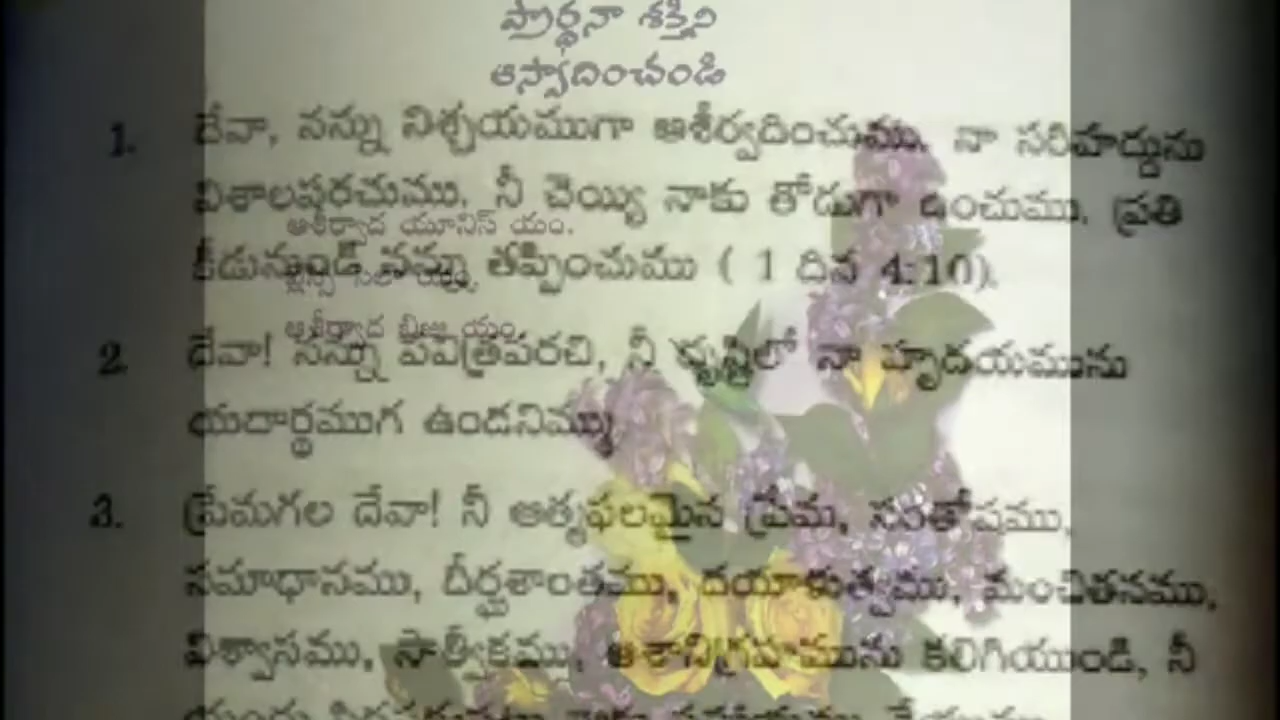 ప్రార్థనా శక్తిని
ఆస్వాదించండి
1. దేవా, నన్ను నిశ్చయముగా ఆశీర్వదించుము. నా సరిహద్దును
విశాలపరచుము. నీ చెయ్యి నాకు తోడుగా ఉంచుము. ప్రతి
ఆశీర్వాద యూనిస్ యం.
కీడునుండి నన్ను తప్పించుము ( 1 దిన 4:10).
ఆశీర్వాద యం.
2. దేవా! నన్ను పవిత్రపరచి, నీ దృష్టిలో నా హృదయమును
యదార్థముగ ఉండనిమ్ము
3. ప్రేమగల దేవా! నీ ఆత్మఫలమైన ప్రేమ, సంతోషము,
సమాధానము, దీర్ఘశాంతము, దయాళుత్వము, మంచితనము,
విశ్వాసము, సాత్వీకము, ఆశానిగ్రహమును కలిగియుండి, నీ